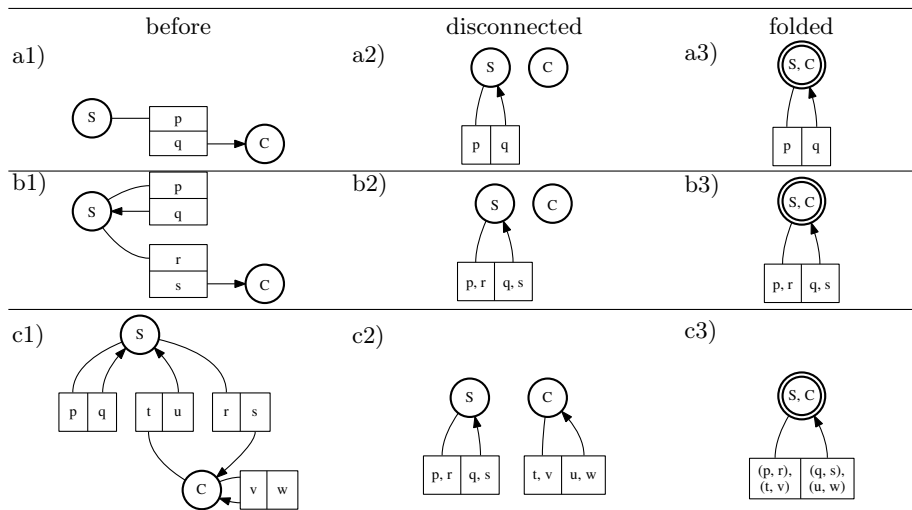 before disconnected folded
a1) a2) a3)
S C S, C
S p
q C
p q p q
b1) b2) b3)
p
S q S C S, C
r
s C
p, r q, s p, r q, s
c1) c2) c3)
S
S C S, C
p q t u r s
p, r q, s t, v u, w (p, r), (q, s),
(t, v) (u, w)
C v w